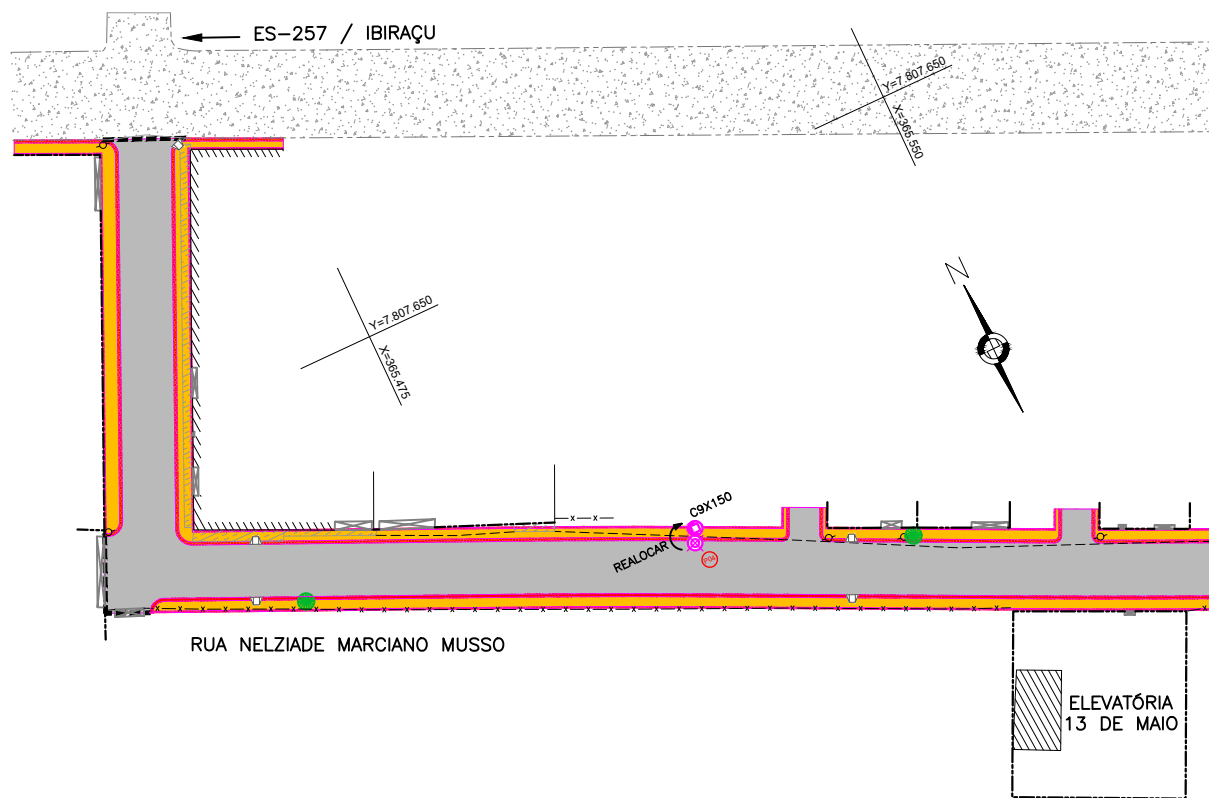 ES-257 / IBIRAÇU
Y=7.807.650
X=365.550
N
Y=7.807.650
X=365.475
C9X150
REALOCAR
P04
RUA NELZIADE MARCIANO MUSSO
ELEVATÓRIA
13 DE MAIO